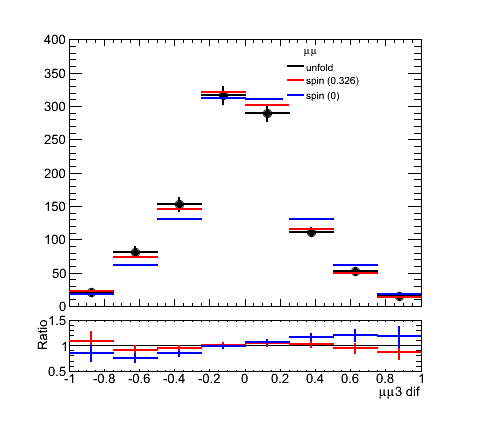 μμ
unfold
spin (0.326)
spin (0)
400
350
300
250
200
150
100
50
0
Ratio
1.5
1
0.5
-1 -0.8 -0.6 -0.4 -0.2 0 0.2 0.4 0.6 0.8 1
μμ3 dif